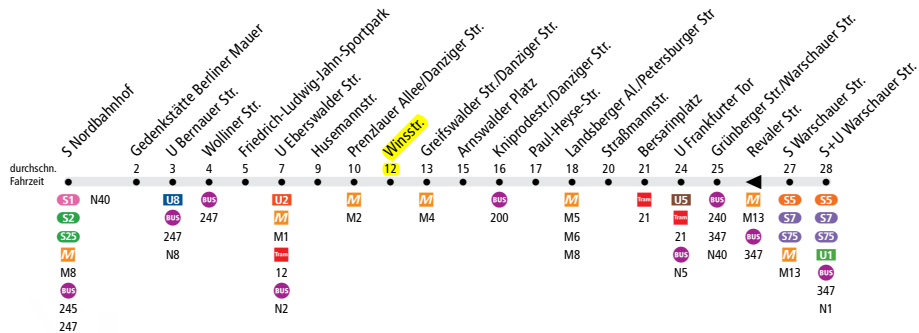 S Nordbahnhof
Gedenkstätte Berliner Mauer
U Bernauer Str.
Wolliner Str.
Friedrich-Ludwig-Jahn-Sportpark
U Eberswalder Str.
Husemannstr.
Prenzlauer Allee/Danziger Str.
Winsstr.
Greifswalder Str./Danziger Str.
Arnswalder Platz
Kniprodestr./Danziger Str.
Paul-Heyse-Str.
Landsberger Al./Petersburger Str
Straßmannstr.
Bersarinplatz
U Frankfurter Tor
Grünberger Str./Warschauer Str.
Revaler Str.
S Warschauer Str.
S+U Warschauer Str.
durchschn. 2 3 4 5 7 9 10 12 13 15 16 17 18 20 21 24 25 27 28
Fahrzeit
S1 N40 U8 BUS U2 M M BUS M Tram U5 BUS M S5 S5
S2 BUS 247 M M2 M4 200 M5 21 Tram 240 M13 S7 S7
S25 247 M1 M6 21 347 BUS S75 S75
M N8 Tram M8 BUS N40 347 M U1
M8 12 N5 M13 BUS
BUS BUS 347
245 N2 N1
247